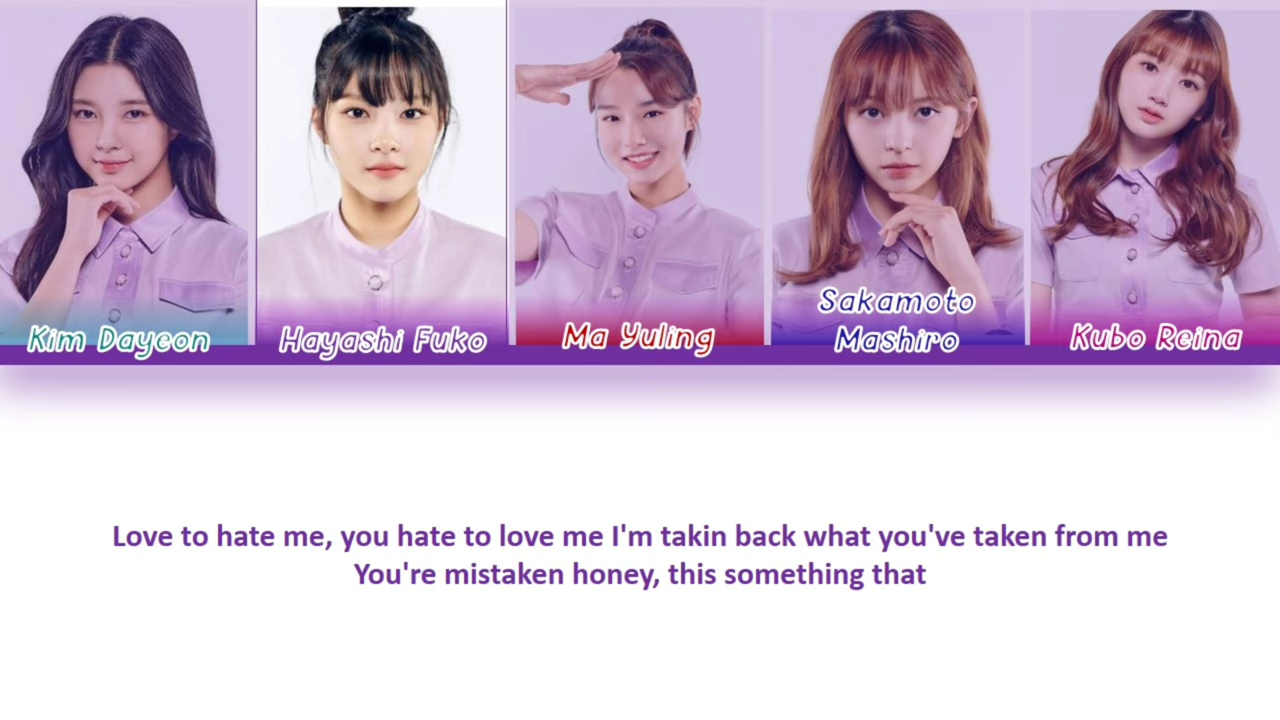 Kim Dayeon
Hayashi Fuko
Ma Yuling
Sakamoto
Mashiro
Kubo Reina
Love to hate me, you hate to love me I'm takin back what you've taken from me
You're mistaken honey, this something that